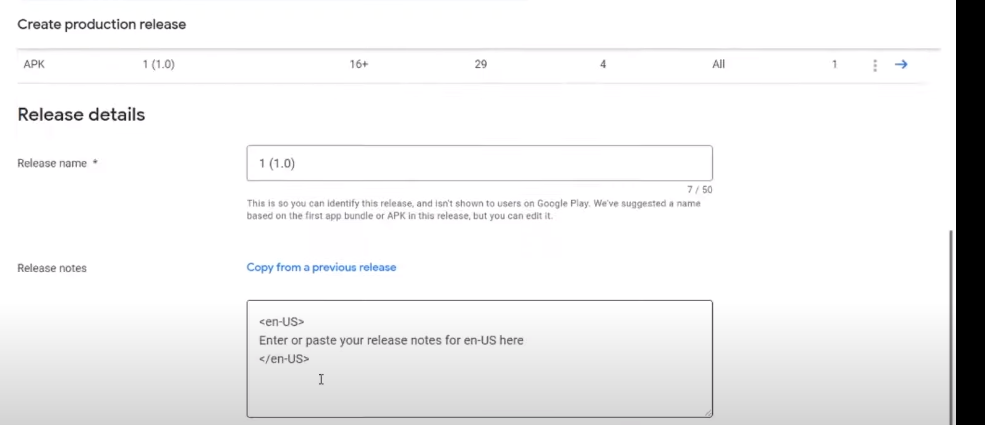 Create production release
APK 1 (1.0) 16+ 29 4 All 1
Release details
Release name *
1 (1.0)
7 / 50
This is so you can identify this release, and isn't shown to users on Google Play. We've suggested a name
based on the first app bundle or APK in this release, but you can edit it.
Release notes
Copy from a previous release
<en-US>
Enter or paste your release notes for en-US here
</en-US>